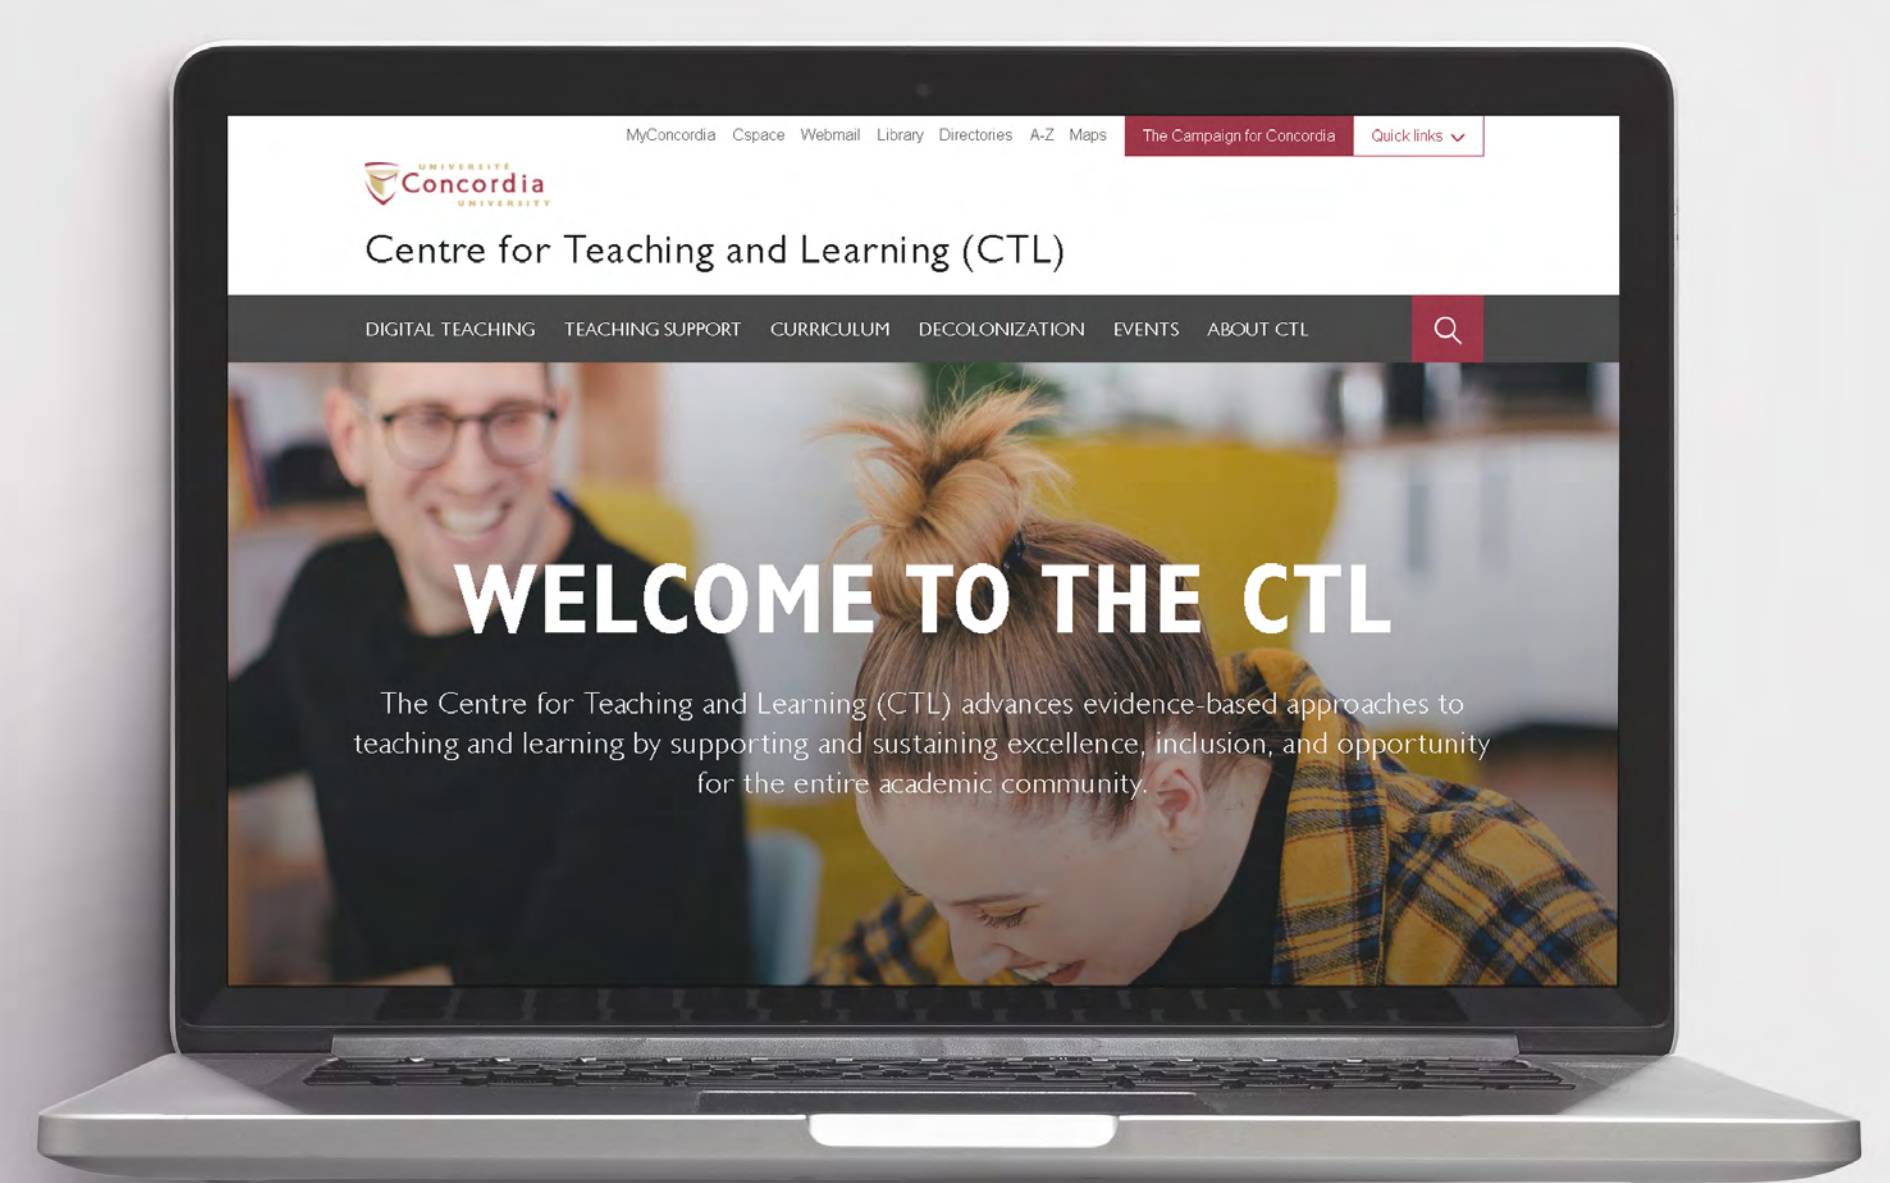 MyConcordia Cspace Webmail Library Directories A-Z Maps The Campaign for Concordia Quick links
UNIVERSITÉ
Concordia
UNIVERSITY
Centre for Teaching and Learning (CTL)
DIGITAL TEACHING TEACHING SUPPORT CURRICULUM DECOLONIZATION EVENTS ABOUT CTL
WELCOME TO THE CTL
The Centre for Teaching and Learning (CTL) advances evidence-based approaches to
teaching and learning by supporting and sustaining excellence, inclusion, and opportunity
for the entire academic community.